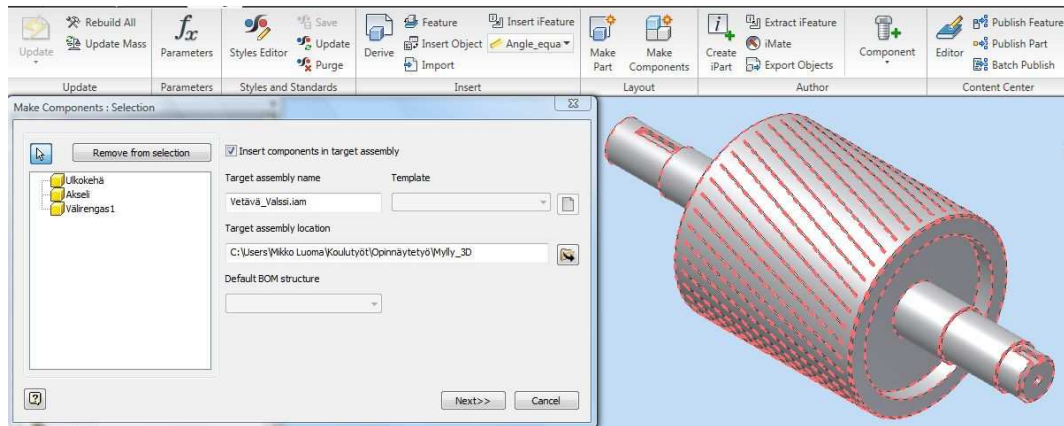 Update
Rebuild All
Update Mass
Update
fx
Parameters
Parameters
Styles Editor
Save
Update
Purge
Styles and Standards
Derive
Feature
Insert Object
Import
Insert iFeature
Angle_equa
Insert
Make Part
Make Components
Layout
Create iPart
Extract iFeature
iMate
Export Objects
Component
Author
Editor
Publish Feature
Publish Part
Batch Publish
Content Center
Make Components : Selection
Remove from selection
Ulkokehä
Akseli
Välirengas1
Insert components in target assembly
Target assembly name
Template
Vetävä_Valssi.iam
Target assembly location
C:\Users\Mikko Luoma\Koulutyöt\Opinnäytetyö\Mylly_3D
Default BOM structure
Next>>
Cancel